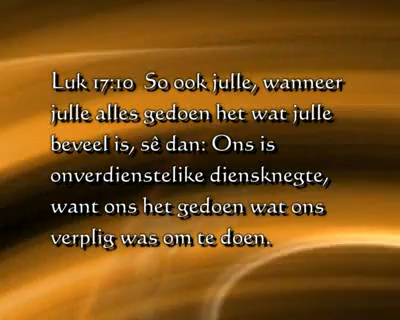 Luk 17:10  So ook julle, wanneer
julle alles gedoen het wat julle
beveel is, sê dan: Ons is
onverdienstelike diensknegte,
want ons het gedoen wat ons
verplig was om te doen.